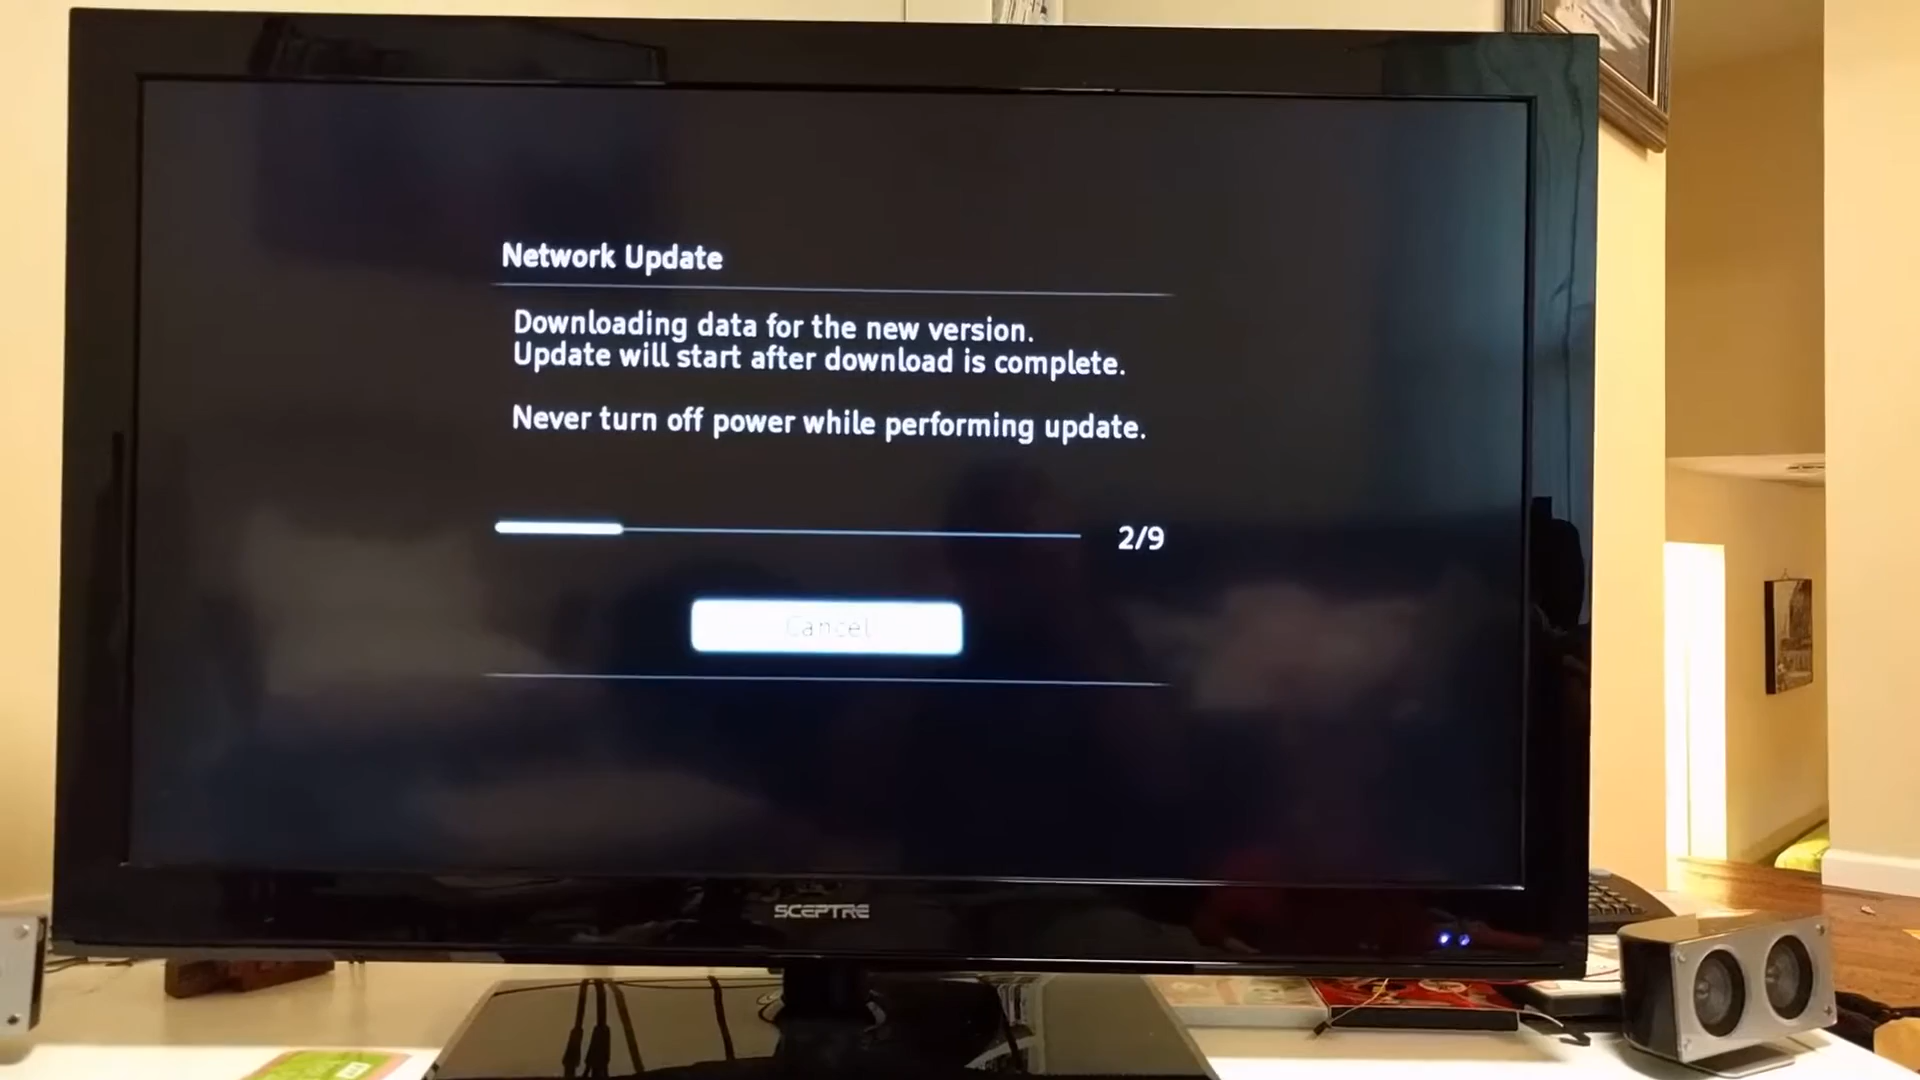 Network Update
Downloading data for the new version.
Update will start after download is complete.
Never turn off power while performing update.
2/9
Cancel
SCEPTRE